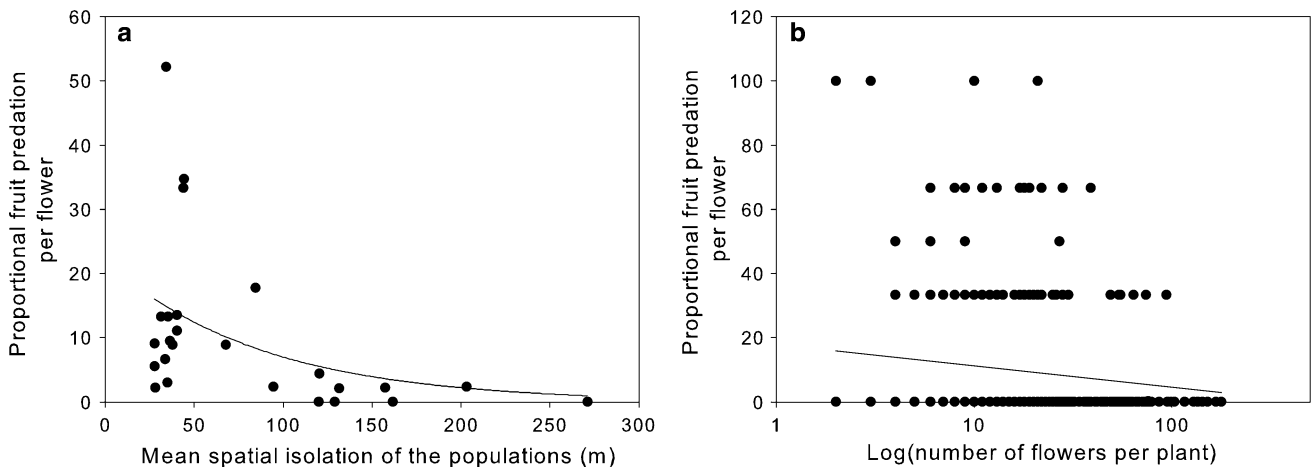 a
60
50
40
30
20
10
0
Proportional fruit predation
per flower
0 50 100 150 200 250 300
Mean spatial isolation of the populations (m)
b
120
100
80
60
40
20
0
Proportional fruit predation
per flower
1 10 100
Log(number of flowers per plant)